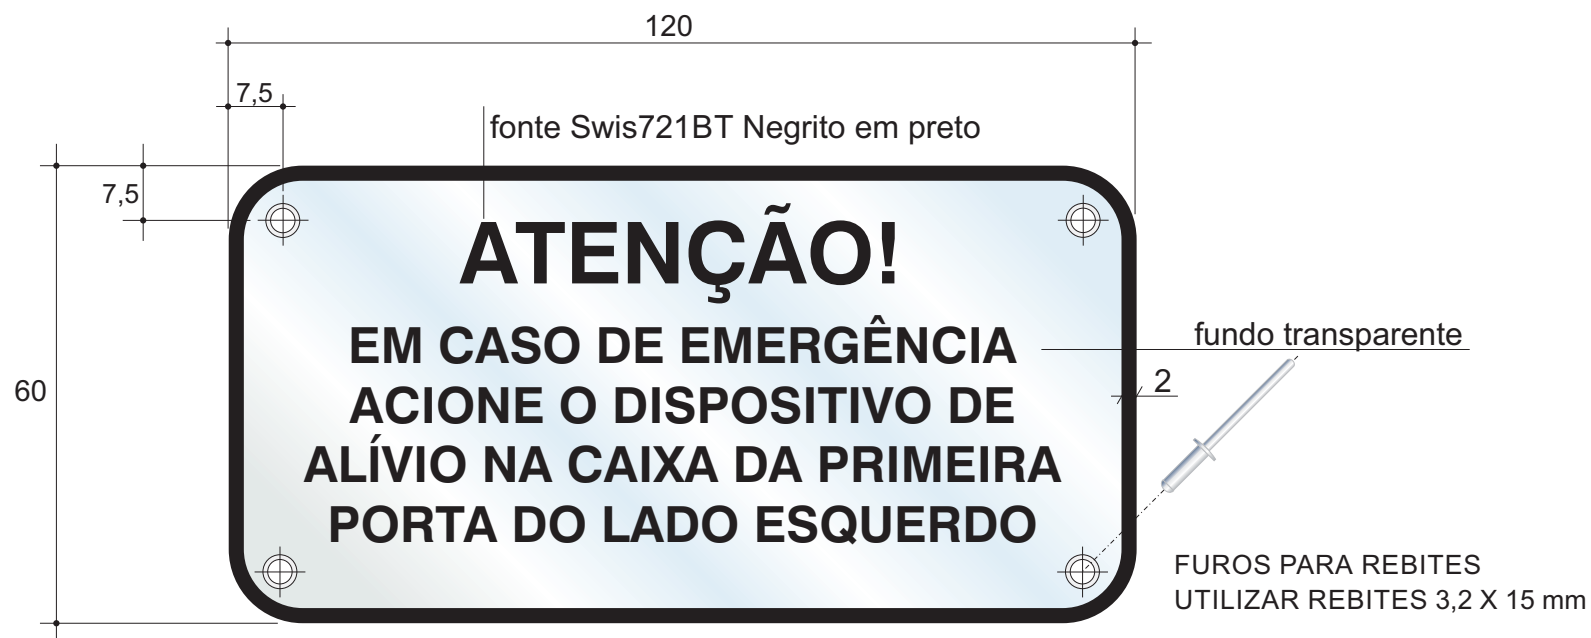 120
7,5
fonte Swis721BT Negrito em preto
7,5
ATENÇÃO!
EM CASO DE EMERGÊNCIA
ACIONE O DISPOSITIVO DE
ALÍVIO NA CAIXA DA PRIMEIRA
PORTA DO LADO ESQUERDO
fundo transparente
60
2
FUROS PARA REBITES
UTILIZAR REBITES 3,2 X 15 mm